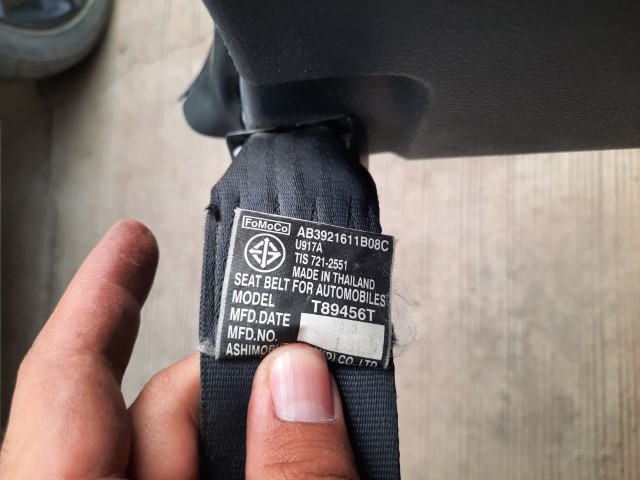 FoMoCo AB3921611B08C
U917A
TIS 721-2551
MADE IN THAILAND
SEAT BELT FOR AUTOMOBILES
MODEL T89456T
MFD.DATE
MFD.NO.
CO.,LTD.